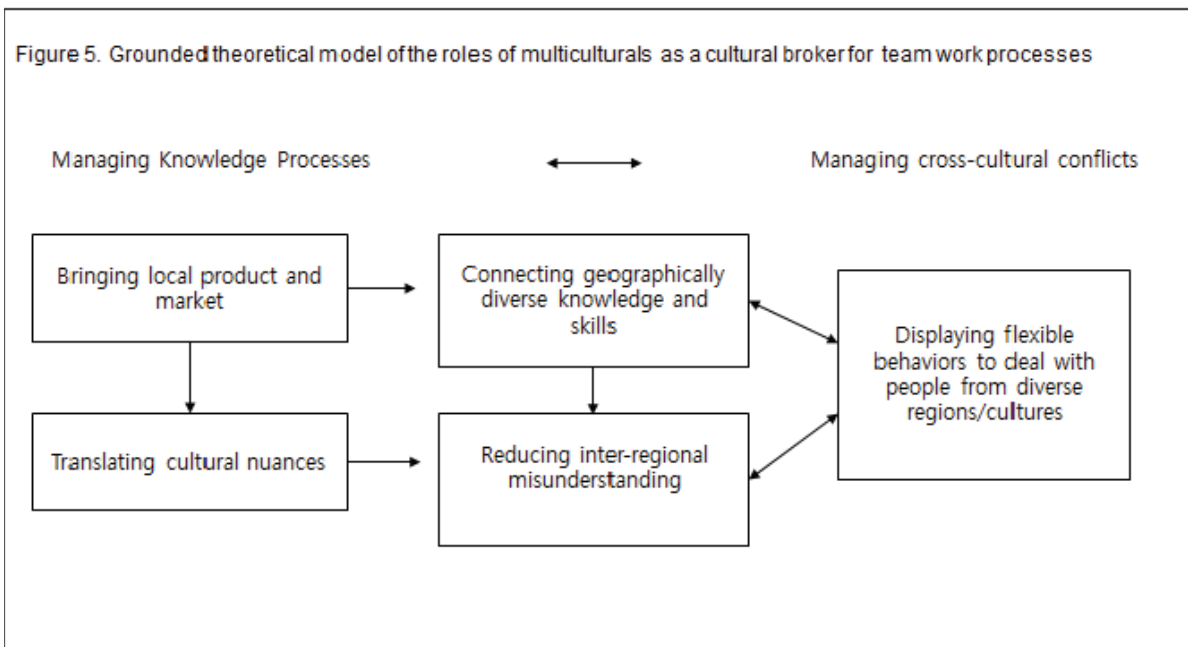 Figure 5. Grounded theoretical model of the roles of multiculturals as a cultural broker for team work processes
Managing Knowledge Processes
Managing cross-cultural conflicts
Bringing local product and
market
Connecting geographically
diverse knowledge and
skills
Displaying flexible
behaviors to deal with
people from diverse
regions/cultures
Translating cultural nuances
Reducing inter-regional
misunderstanding